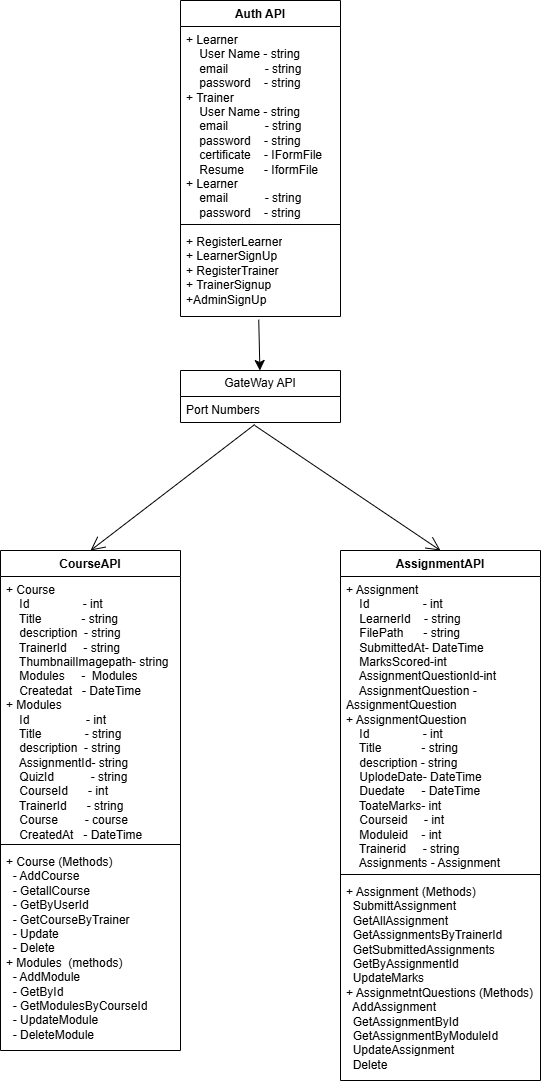 Auth API
+ Learner
User Name - string
email - string
password - string
+ Trainer
User Name - string
email - string
password - string
certificate - IFormFile
Resume - IformFile
+ Learner
email - string
password - string
+ RegisterLearner
+ LearnerSignUp
+ RegisterTrainer
+ TrainerSignup
+AdminSignUp
GateWay API
Port Numbers
CourseAPI
+ Course
Id - int
Title - string
description - string
TrainerId - string
ThumbnailImagepath- string
Modules - Modules
Createdat - DateTime
+ Modules
Id - int
Title - string
description - string
AssignmentId- string
QuizId - string
CourseId - int
TrainerId - string
Course - course
CreatedAt - DateTime
+ Course (Methods)
- AddCourse
- GetallCourse
- GetByUserId
- GetCourseByTrainer
- Update
- Delete
+ Modules (methods)
- AddModule
- GetById
- GetModulesByCourseId
- UpdateModule
- DeleteModule
AssignmentAPI
+ Assignment
Id - int
LearnerId - string
FilePath - string
SubmittedAt- DateTime
MarksScored-int
AssignmentQuestionId-int
AssignmentQuestion -
AssignmentQuestion
+ AssignmentQuestion
Id - int
Title - string
description - string
UplodeDate- DateTime
Duedate - DateTime
ToateMarks- int
Courseid - int
Moduleid - int
Trainerid - string
Assignments - Assignment
+ Assignment (Methods)
SubmittAssignment
GetAllAssignment
GetAssignmentsByTrainerId
GetSubmittedAssignments
GetByAssignmentId
UpdateMarks
+ AssignmetntQuestions (Methods)
AddAssignment
GetAssignmentById
GetAssignmentByModuleId
UpdateAssignment
Delete